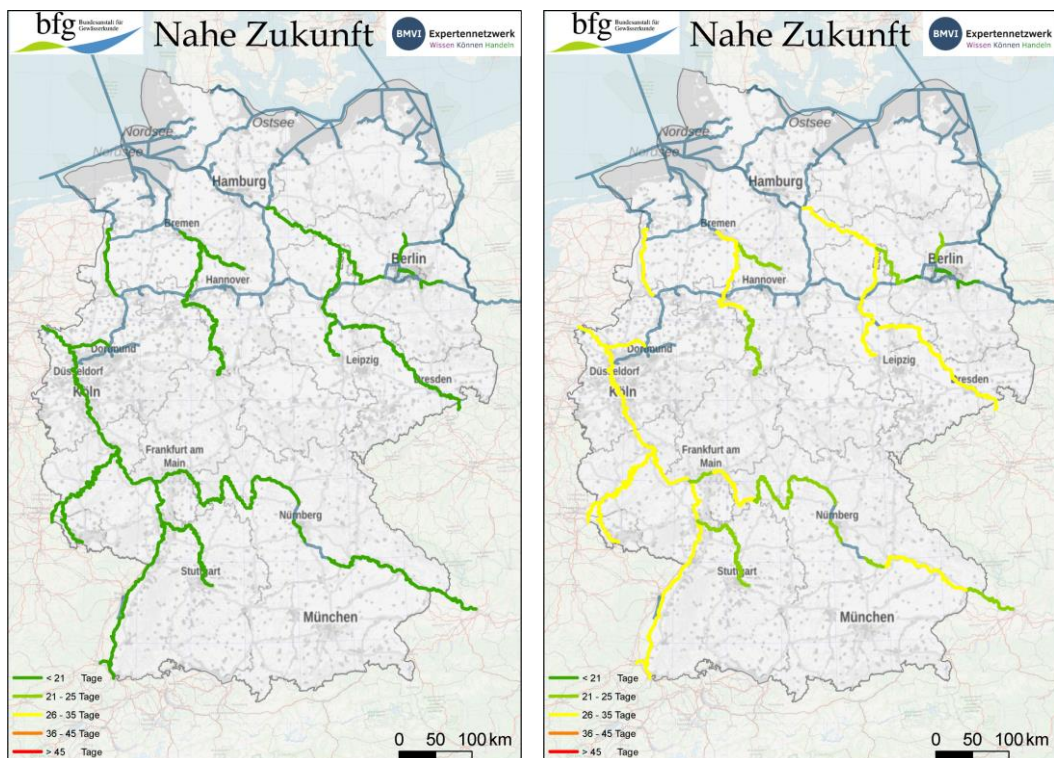 bfg
Bundesanstalt für
Gewässerkunde
Nahe Zukunft
BMVI Expertennetzwerk
Wissen Können Handeln
Nordsee
Nordsee
Ostsee
Hamburg
Bremen
Berlin
Hannover
Dortmund
Düsseldorf
Leipzig
Köln
Dresden
Frankfurt am
Main
Nürnberg
Stuttgart
München
< 21 Tage
21 - 25 Tage
26 - 35 Tage
36 - 45 Tage
> 45 Tage
0 50 100 km
bfg
Bundesanstalt für
Gewässerkunde
Nahe Zukunft
BMVI Expertennetzwerk
Wissen Können Handeln
Nordsee
Nordsee
Ostsee
Hamburg
Bremen
Berlin
Hannover
Dortmund
Düsseldorf
Leipzig
Köln
Dresden
Frankfurt am
Main
Nürnberg
Stuttgart
München
< 21 Tage
21 - 25 Tage
26 - 35 Tage
36 - 45 Tage
> 45 Tage
0 50 100 km